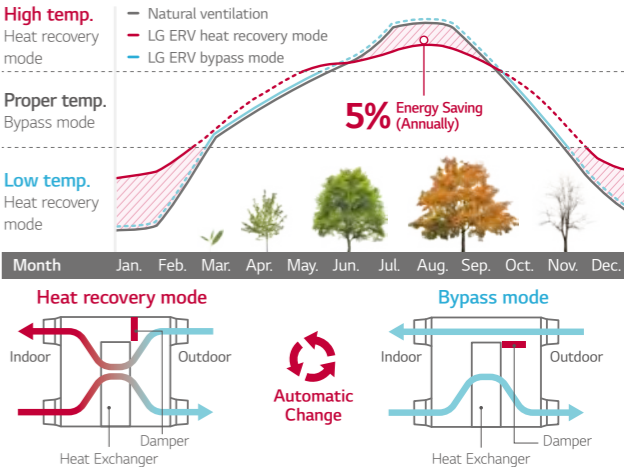 High temp.
Heat recovery
mode
Natural ventilation
LG ERV heat recovery mode
LG ERV bypass mode
Proper temp.
Bypass mode
5% Energy Saving
(Annually)
Low temp.
Heat recovery
mode
Month Jan. Feb. Mar. Apr. May. Jun. Jul. Aug. Sep. Oct. Nov. Dec.
Heat recovery mode
Indoor
Outdoor
Damper
Heat Exchanger
Automatic
Change
Bypass mode
Indoor
Outdoor
Damper
Heat Exchanger